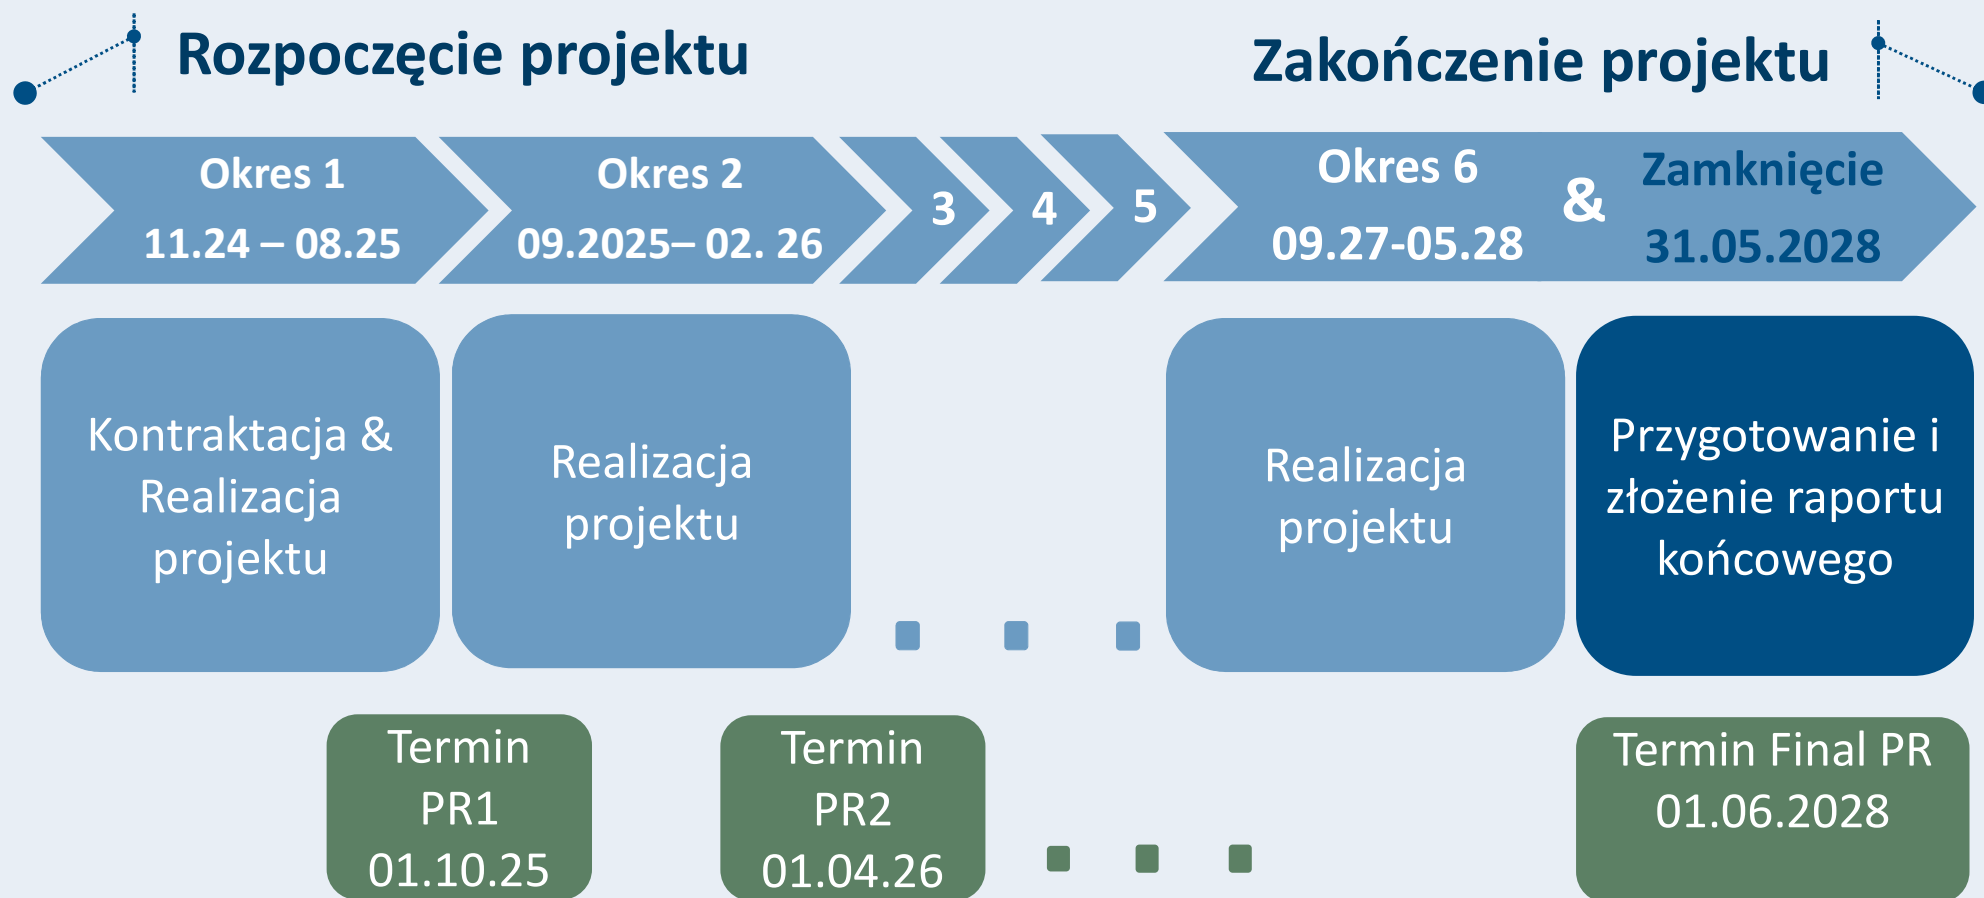 Rozpoczęcie projektu
Zakończenie projektu
Okres 1
11.24 – 08.25
Okres 2
09.2025– 02. 26
3
4
5
Okres 6
09.27-05.28
&
Zamknięcie
31.05.2028
Kontraktacja &
Realizacja
projektu
Realizacja
projektu
Realizacja
projektu
Przygotowanie i
złożenie raportu
końcowego
Termin
PR1
01.10.25
Termin
PR2
01.04.26
Termin Final PR
01.06.2028